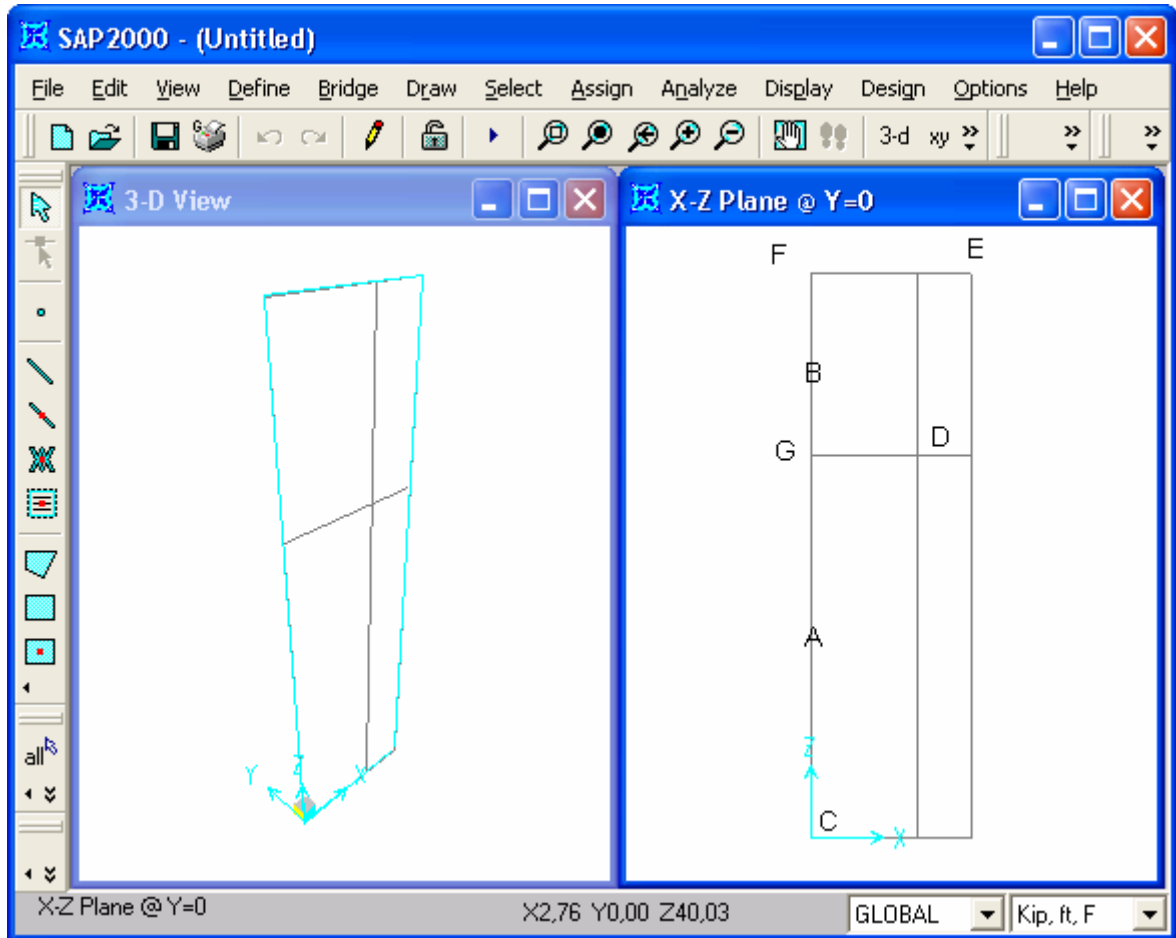 SAP2000 - (Untitled)
File Edit View Define Bridge Draw Select Assign Analyze Display Design Options Help
3-d xy
3-D View
X-Z Plane @ Y=0
F E
B
G D
A
Z
C X
Y Z X
all
X-Z Plane @ Y=0 X2,76 Y0,00 Z40,03 GLOBAL Kip, ft, F